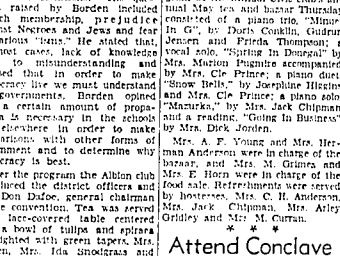 raised by Borden included
ch membership, prejudice
st Negroes and Jews and fear
arious "isms." He stated that,
ost cases, lack of knowledge
to misunderstanding and
sed that in order to make
cracy live we must understand
governments. Borden opined
a certain amount of propa-
a is necessary in the schools
elsewhere in order to make
arisons with other forms of
nment and to determine why
cracy is best.
er the program the Albion club
duced the district officers and
Don Dafoe, general chairman
e convention. Tea was served
lace-covered table centered
a bowl of tulips and spiraea
ighted with green tapers. Mrs.
en, Mrs. Ida Snodgrass and
nual May tea and bazaar Thursday
consisted of a piano trio, "Minuet
In G", by Doris Conklin, Gudrun
Jensen and Frieda Thompson; a
vocal solo, "Spring In Donegal" by
Mrs. Marion Pugmire accompanied
by Mrs. Cle Prince; a piano duet
"Snow Bells," by Josephine Higgins
and Mrs. Cle Prince; a piano solo
"Mazurka," by Mrs. Jack Chipman
and a reading, "Going In Business"
by Mrs. Dick Jorden.
Mrs. A. F. Young and Mrs. Her-
man Anderson were in charge of the
bazaar, and Mrs. M. Grimes and
Mrs. E. Horn were in charge of the
food sale. Refreshments were served
by hostesses, Mrs. C. H. Anderson,
Mrs. Jack Chipman, Mrs. Arley
Gridley and Mrs. M. Curran.
* * *
Attend Conclave